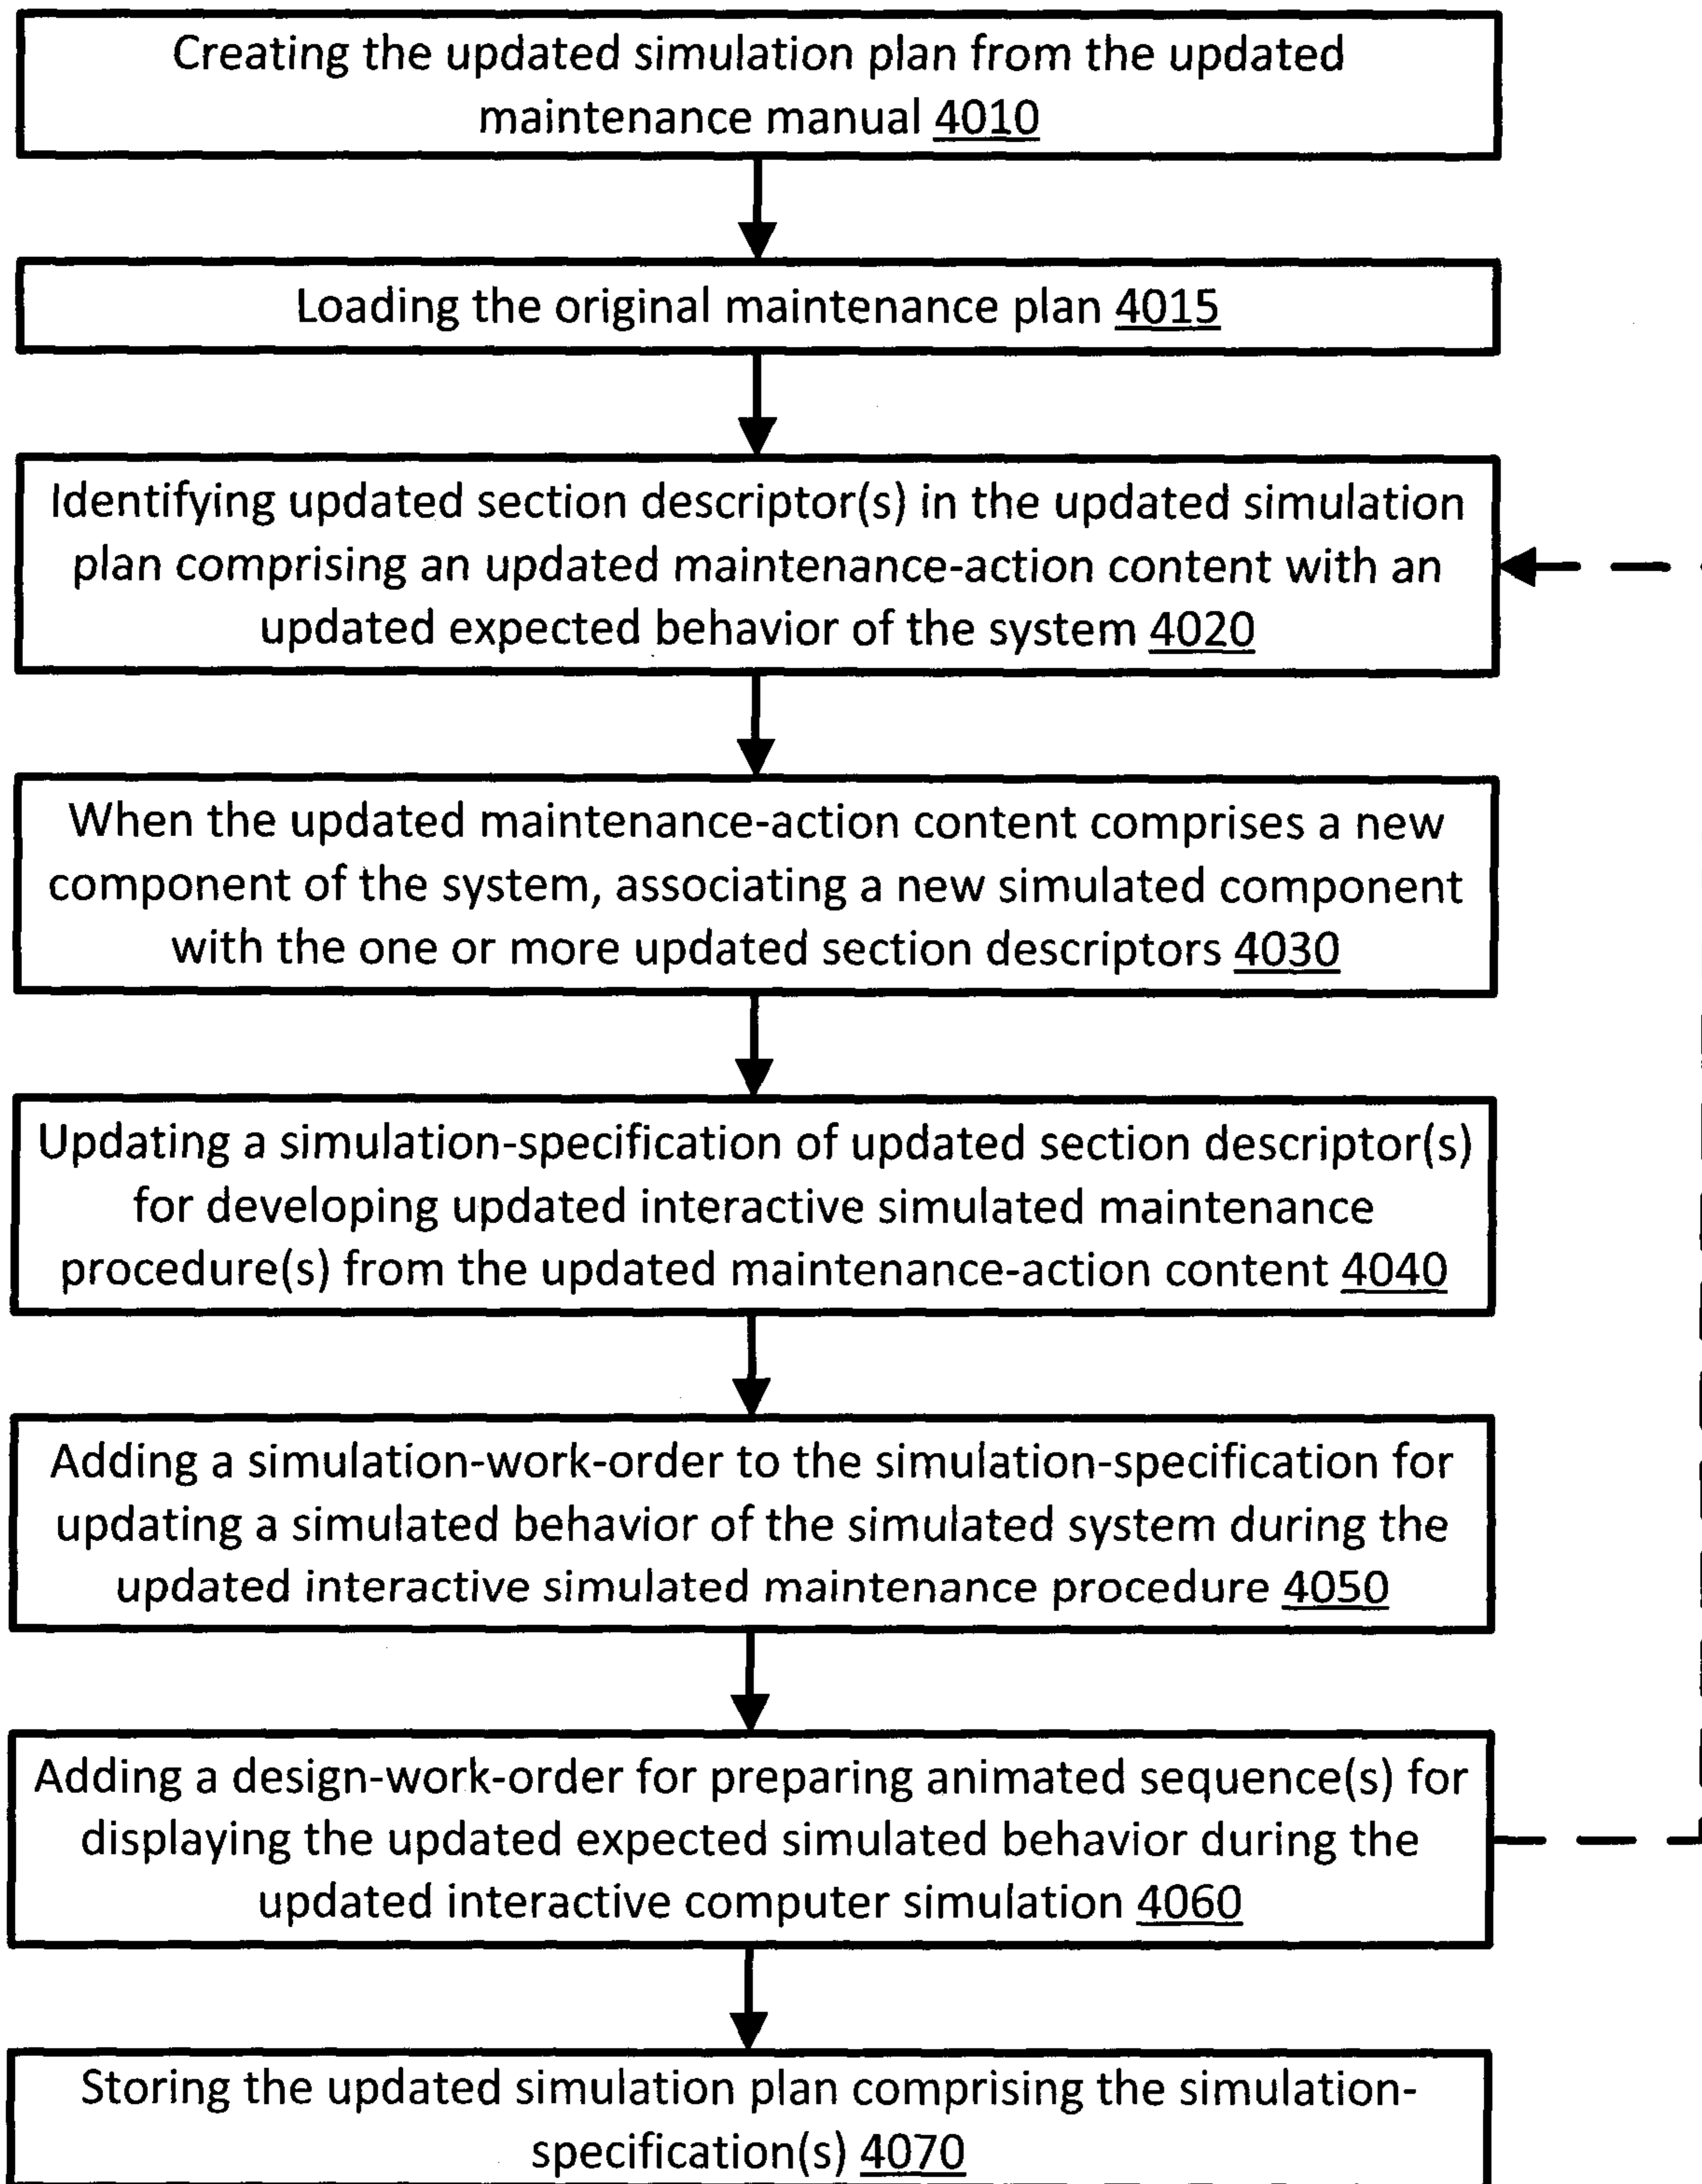 Creating the updated simulation plan from the updated
maintenance manual 4010
Loading the original maintenance plan 4015
Identifying updated section descriptor(s) in the updated simulation
plan comprising an updated maintenance-action content with an
updated expected behavior of the system 4020
When the updated maintenance-action content comprises a new
component of the system, associating a new simulated component
with the one or more updated section descriptors 4030
Updating a simulation-specification of updated section descriptor(s)
for developing updated interactive simulated maintenance
procedure(s) from the updated maintenance-action content 4040
Adding a simulation-work-order to the simulation-specification for
updating a simulated behavior of the simulated system during the
updated interactive simulated maintenance procedure 4050
Adding a design-work-order for preparing animated sequence(s) for
displaying the updated expected simulated behavior during the
updated interactive computer simulation 4060
Storing the updated simulation plan comprising the simulation-
specification(s) 4070